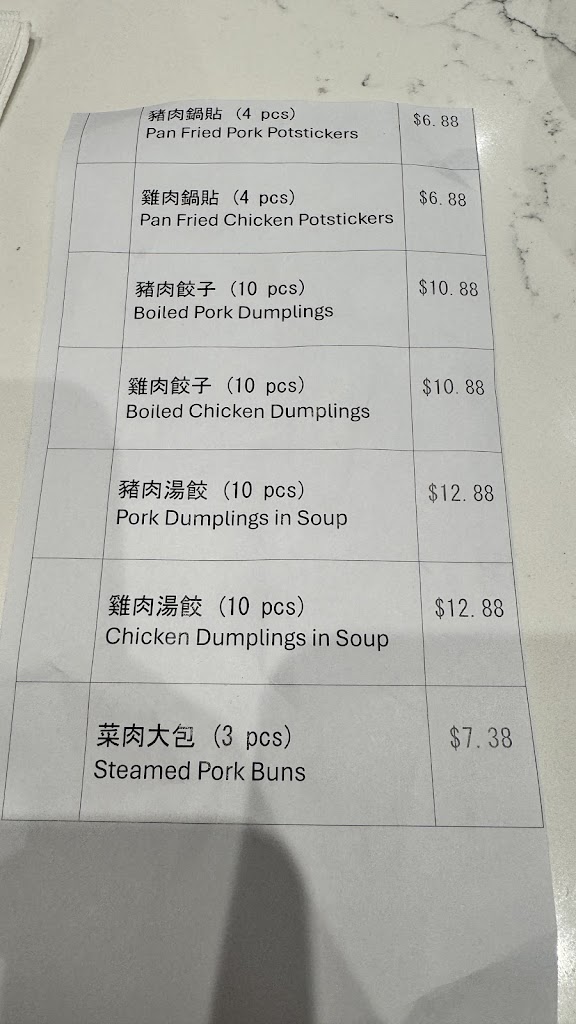 豬肉鍋貼 (4 pcs)
Pan Fried Pork Potstickers
$6.88
雞肉鍋貼 (4 pcs)
Pan Fried Chicken Potstickers
$6.88
豬肉餃子 (10 pcs)
Boiled Pork Dumplings
$10.88
雞肉餃子 (10 pcs)
Boiled Chicken Dumplings
$10.88
豬肉湯餃 (10 pcs)
Pork Dumplings in Soup
$12.88
雞肉湯餃 (10 pcs)
Chicken Dumplings in Soup
$12.88
菜肉大包 (3 pcs)
Steamed Pork Buns
$7.38